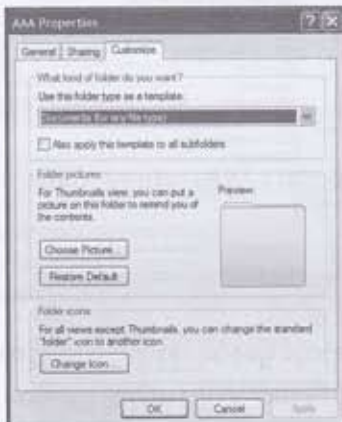 AAA Properties
General Sharing Customize
What kind of folder do you want?
Use this folder type as a template:
Documents (for any file type)
Also apply this template to all subfolders
Folder pictures
For Thumbnails view, you can put a picture on this folder to remind you of the contents.
Preview:
Choose Picture...
Restore Default
Folder icons
For all views except Thumbnails, you can change the standard "folder" icon to another icon.
Change Icon...
OK Cancel Apply